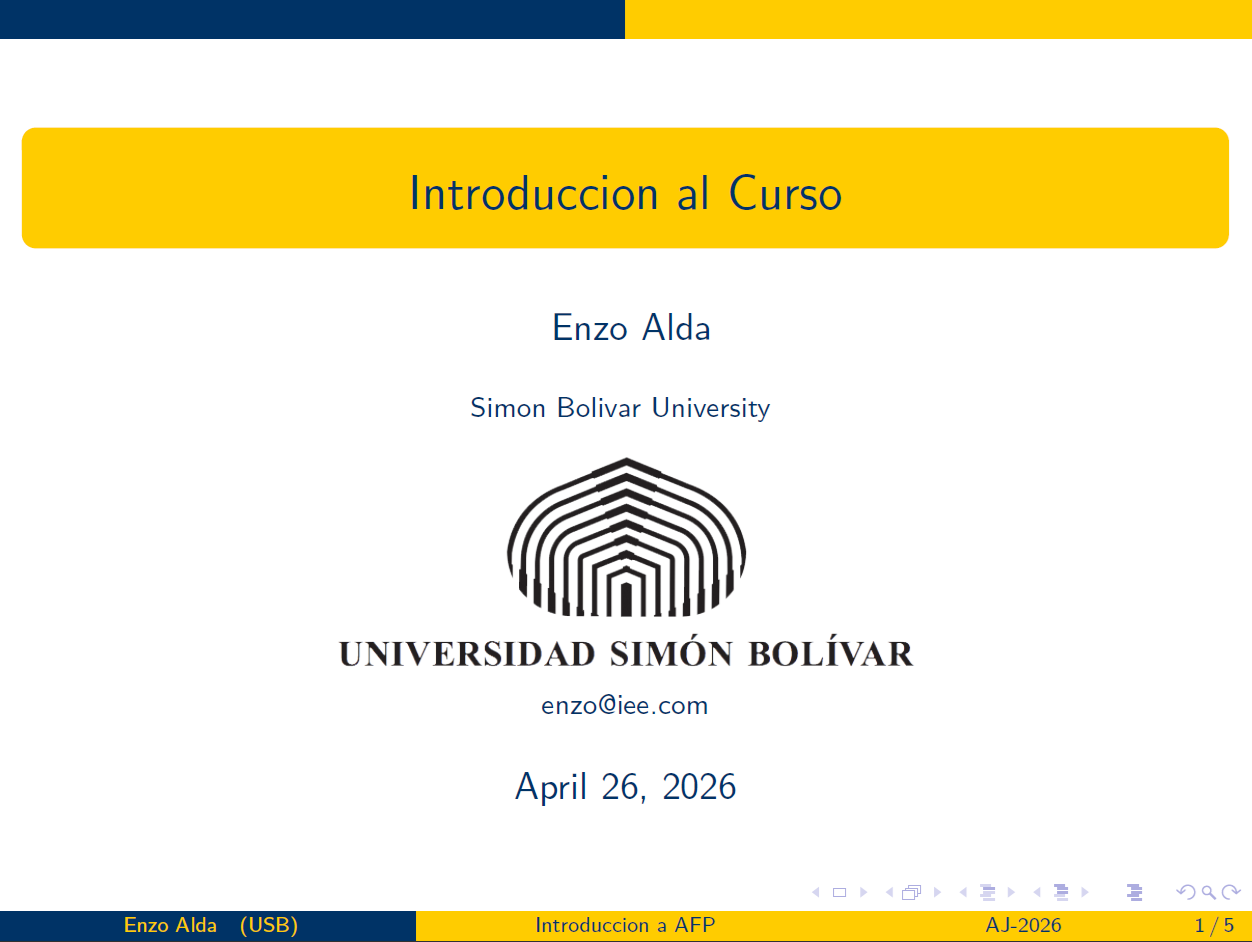 Introduccion al Curso
Enzo Alda
Simon Bolivar University
UNIVERSIDAD SIMÓN BOLÍVAR
enzo@iee.com
April 26, 2026
Enzo Alda (USB) Introduccion a AFP AJ-2026 1 / 5